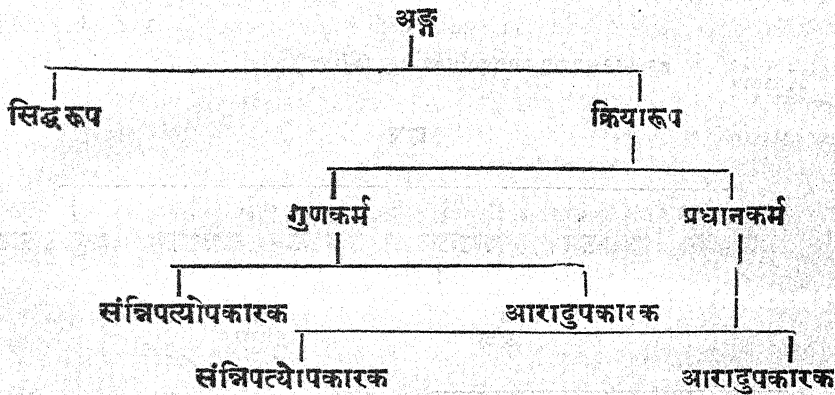 अङ्ग
सिद्धरूप क्रियारूप
गुणकर्म प्रधानकर्म
संन्निपत्योपकारक आरादुपकारक
संन्निपत्योपकारक आरादुपकारक